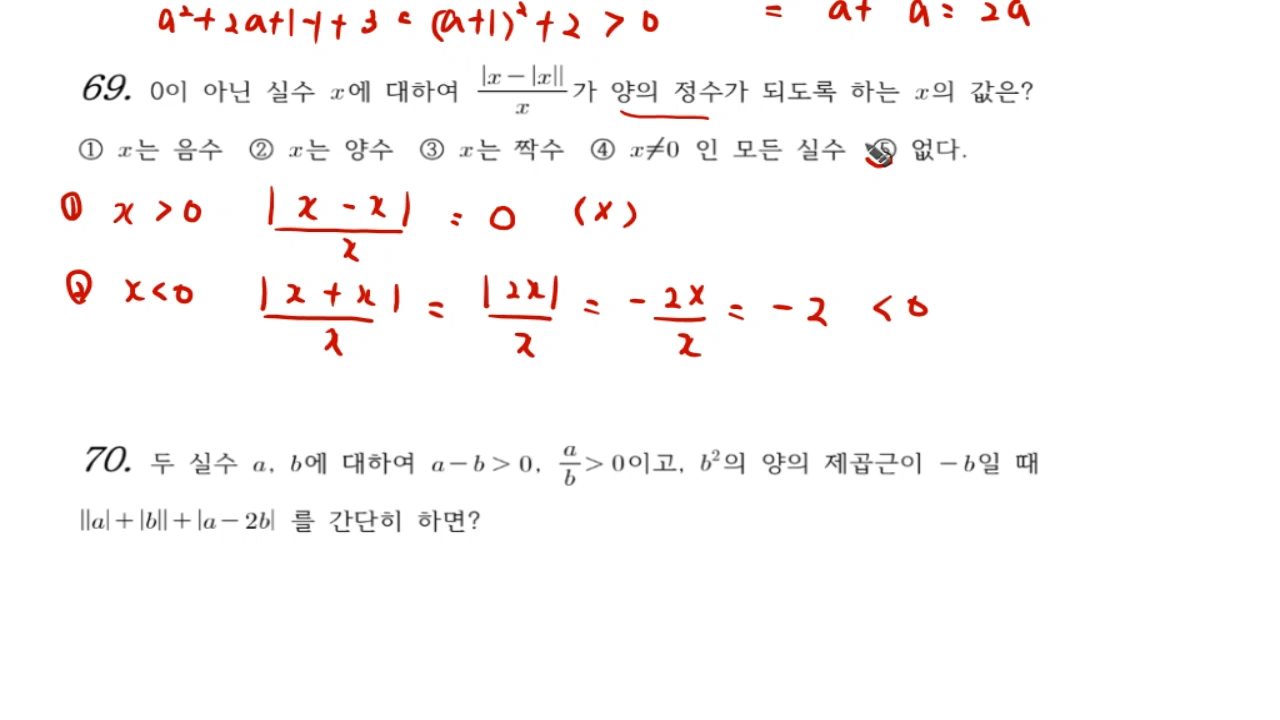 a²+2a+1-1+3 = (a+1)²+2 > 0 = a+ a = 2a
69. 0이 아닌 실수 x에 대하여 |x-|x||/x 가 양의 정수가 되도록 하는 x의 값은?
① x는 음수 ② x는 양수 ③ x는 짝수 ④ x≠0 인 모든 실수 ⑤ 없다.
① x>0 |x-x|/x = 0 (×)
② x<0 |x+x|/x = |2x|/x = -2x/x = -2 <0
70. 두 실수 a, b에 대하여 a-b>0, a/b>0이고, b²의 양의 제곱근이 -b일 때
||a|+|b||+|a-2b| 를 간단히 하면?